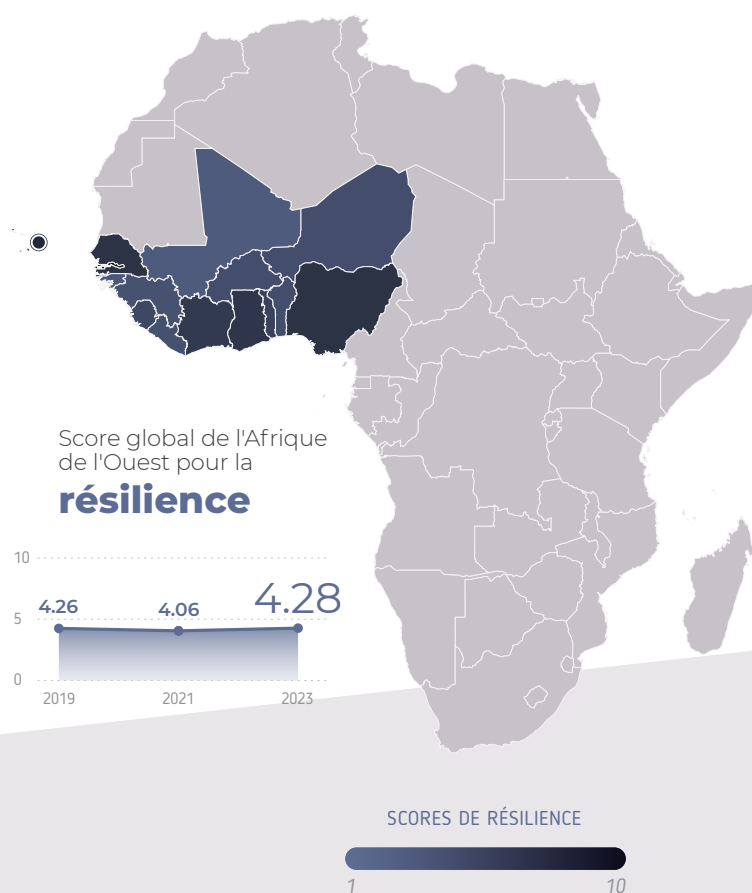 Score global de l'Afrique
de l'Ouest pour la
résilience
10
5
0
4.26
4.06
4.28
2019
2021
2023
SCORES DE RÉSILIENCE
1
10